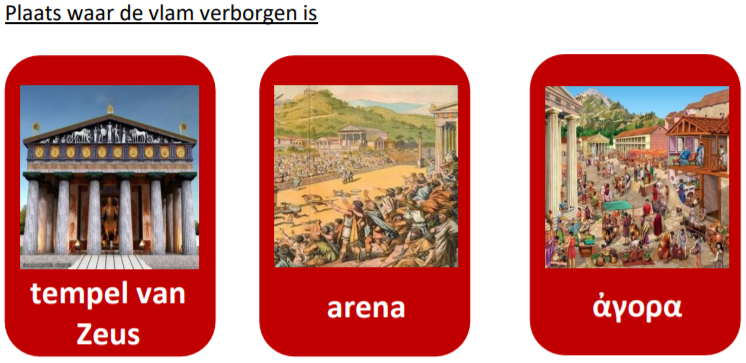 Plaats waar de vlam verborgen is
tempel van
Zeus
arena
ἀγορα